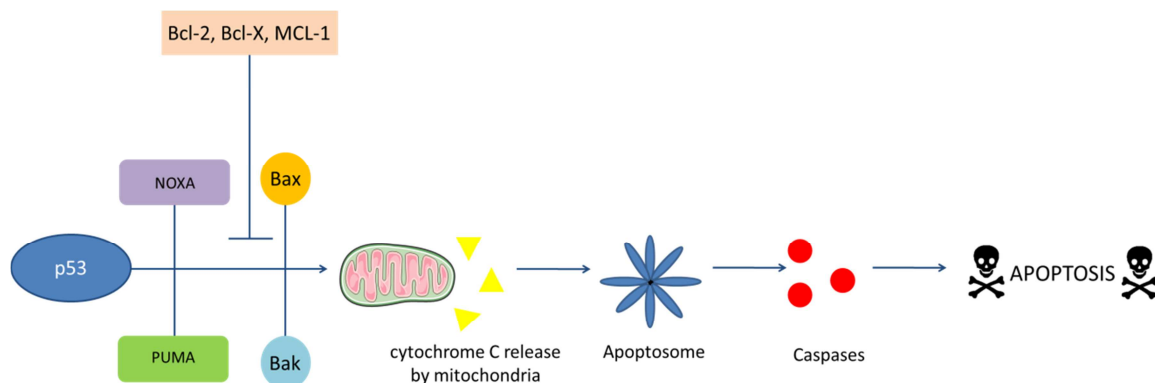 Bcl-2, Bcl-X, MCL-1
NOXA
Bax
p53
APOPTOSIS
PUMA
Bak
cytochrome C release
by mitochondria
Apoptosome
Caspases